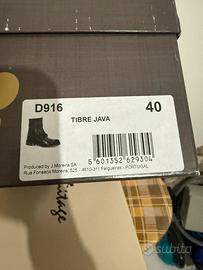 D916
40
TIBRE JAVA
5 601352 629304
Produced by J.Moreira SA
Rua Fonseca Moreira, 525 - 4610-311 Felgueiras - PORTUGAL
subito